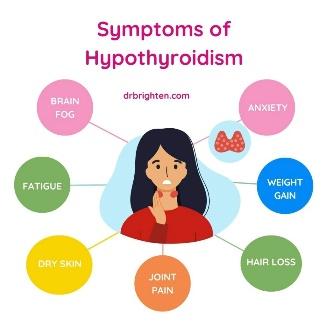 Symptoms of
Hypothyroidism
drbrighten.com
BRAIN
FOG
ANXIETY
FATIGUE
WEIGHT
GAIN
DRY SKIN
JOINT
PAIN
HAIR LOSS